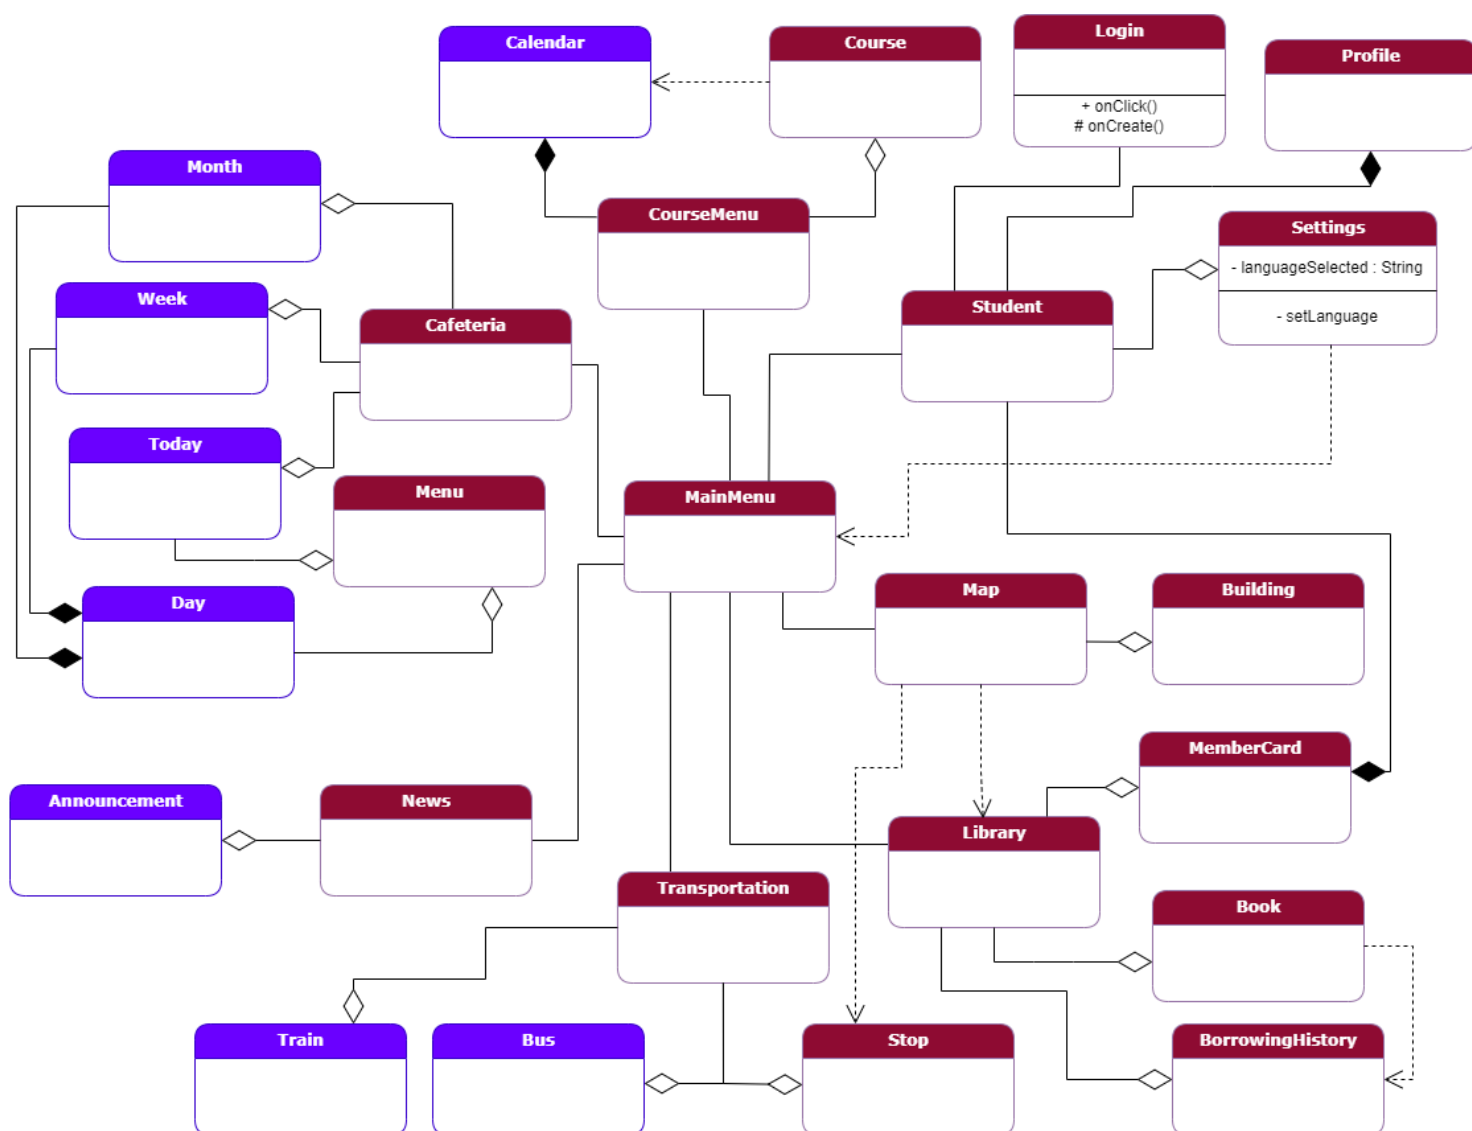 Calendar
Course
Login
+ onClick()
# onCreate()
Profile
Month
CourseMenu
Settings
- languageSelected : String
- setLanguage
Week
Cafeteria
Student
Today
Menu
MainMenu
Day
Map
Building
MemberCard
Announcement
News
Library
Transportation
Book
Train
Bus
Stop
BorrowingHistory